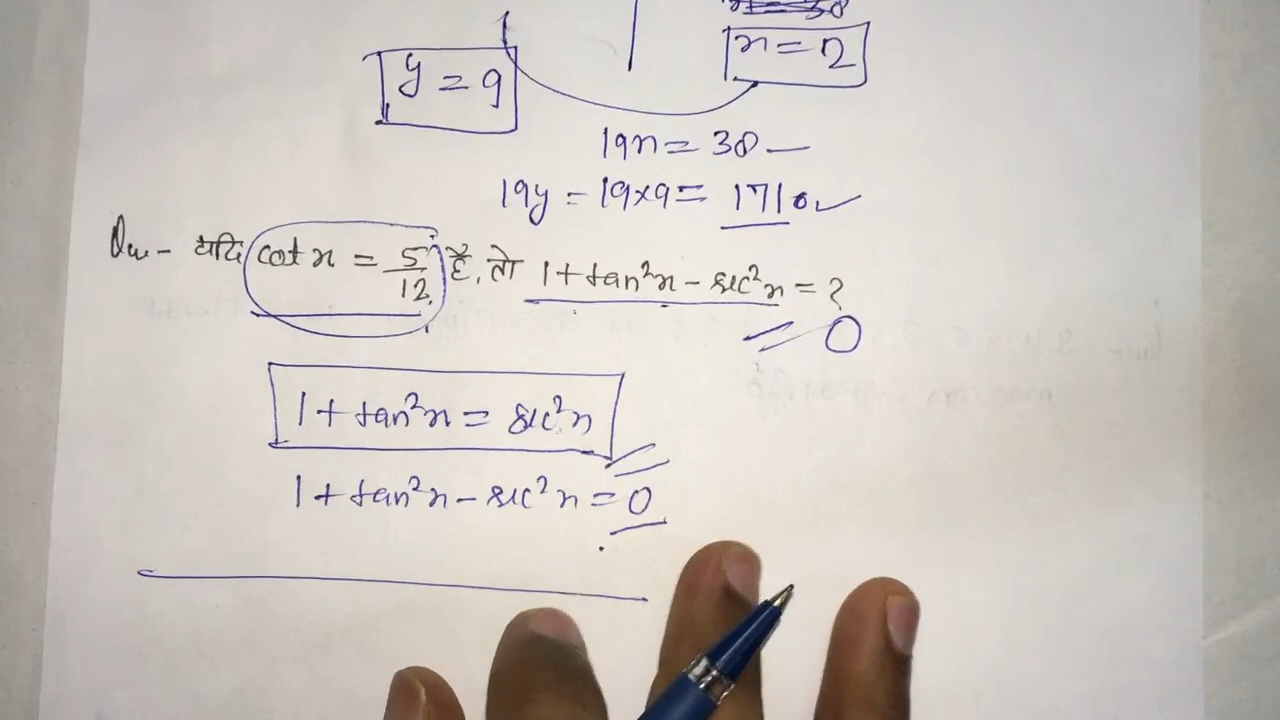 x = 2
y = 9
19x = 38
19y = 19×9 = 171
Qu - यदि cot x = 5/12 है, तो 1 + tan²x - sec²x = ?
= 0
1 + tan²x = sec²x
1 + tan²x - sec²x = 0